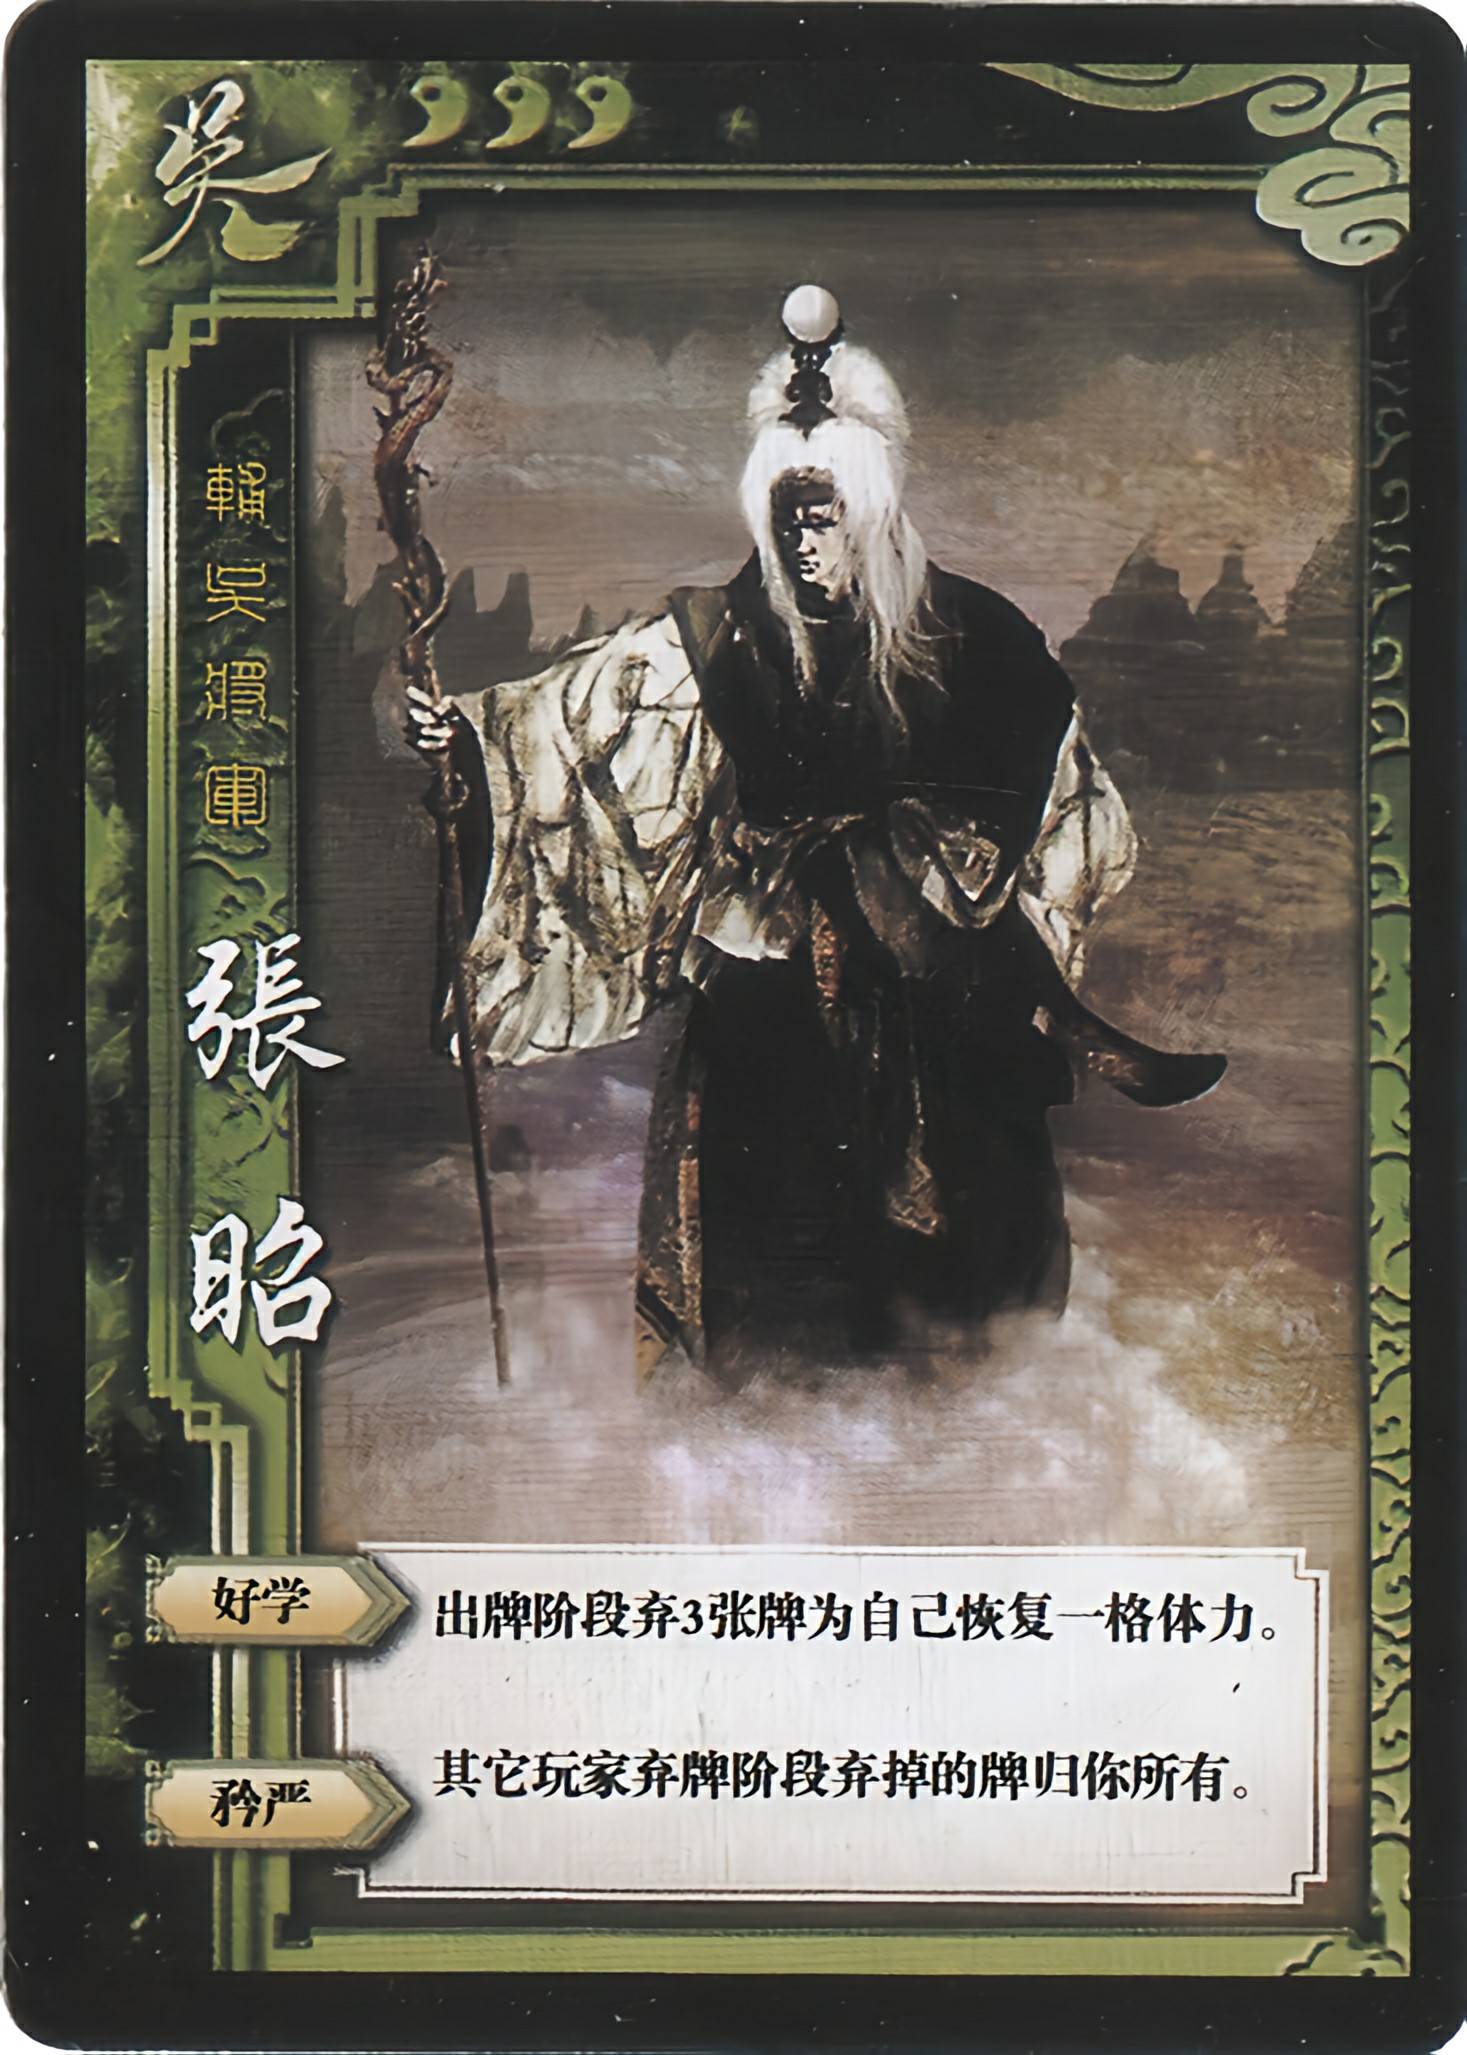 吴
輔吳將軍
張昭
好学
出牌阶段弃3张牌为自己恢复一格体力。
矜严
其它玩家弃牌阶段弃掉的牌归你所有。